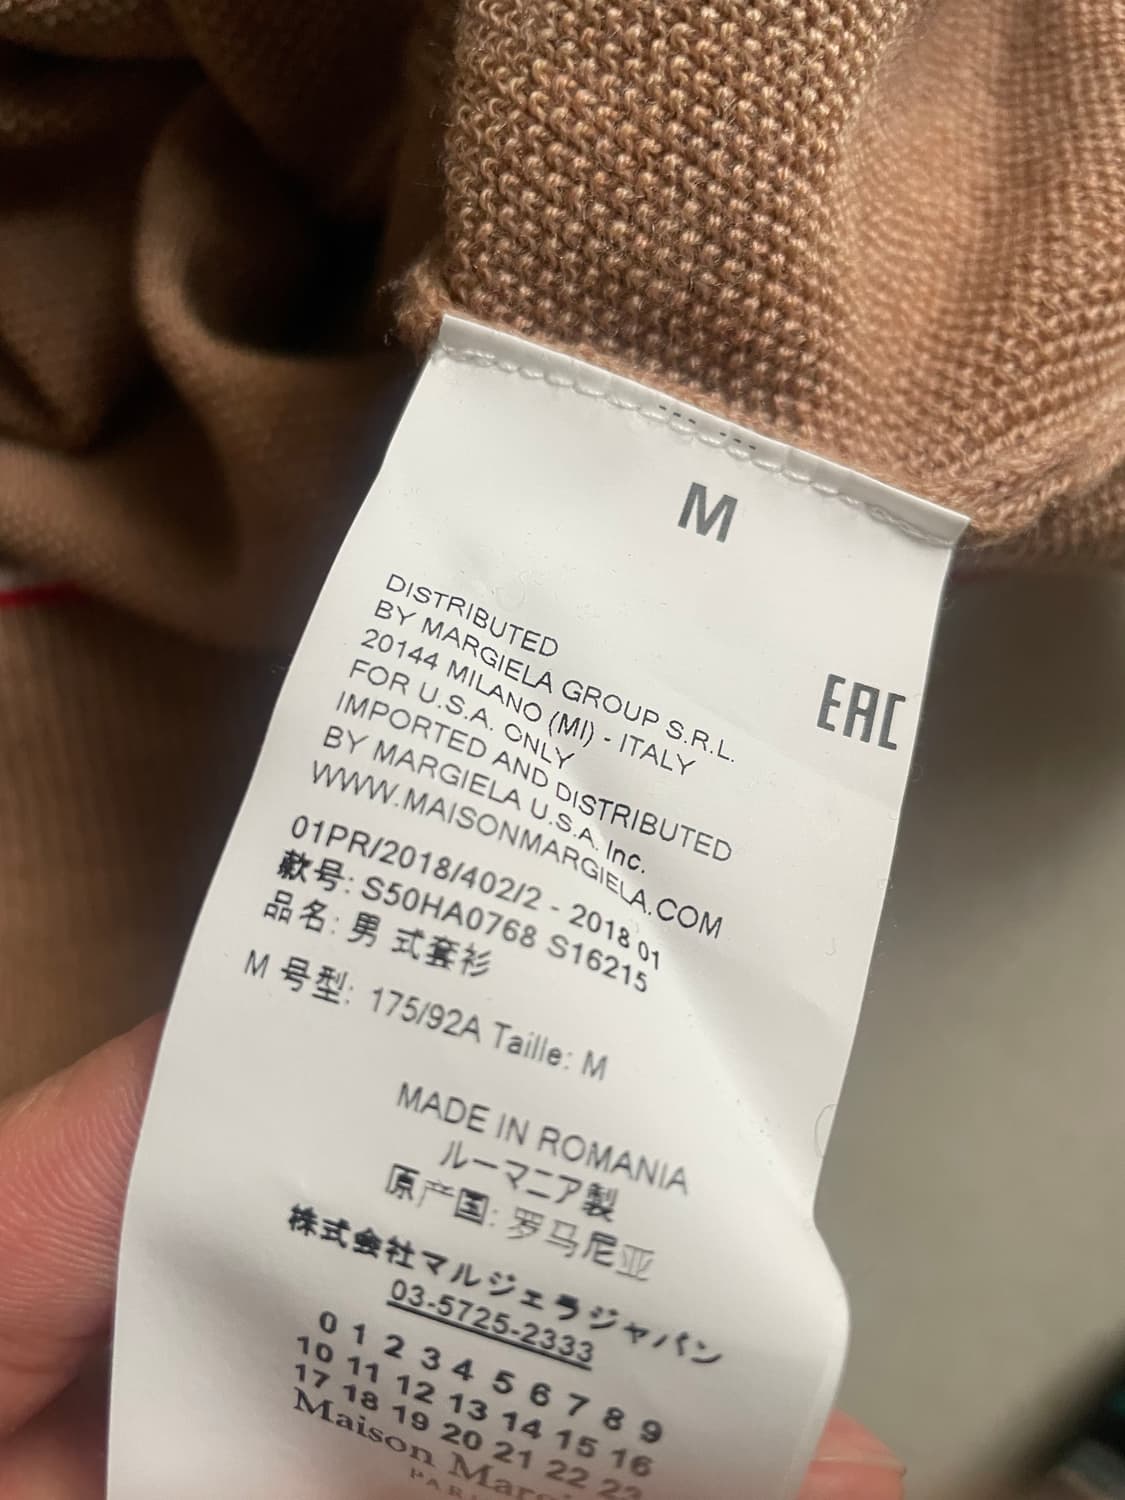 M
EAC
DISTRIBUTED
BY MARGIELA GROUP S.R.L.
20144 MILANO (MI) - ITALY
FOR U.S.A. ONLY
IMPORTED AND DISTRIBUTED
BY MARGIELA U.S.A. Inc.
WWW.MAISONMARGIELA.COM
01PR/2018/402/2 - 2018 01
款号: S50HA0768 S16215
品名: 男 式套衫
M 号型: 175/92A Taille: M
MADE IN ROMANIA
ルーマニア製
原产国: 罗马尼亚
株式会社マルジェラジャパン
03-5725-2333
0 1 2 3 4 5 6 7 8 9
10 11 12 13 14 15 16
17 18 19 20 21 22 23
Maison